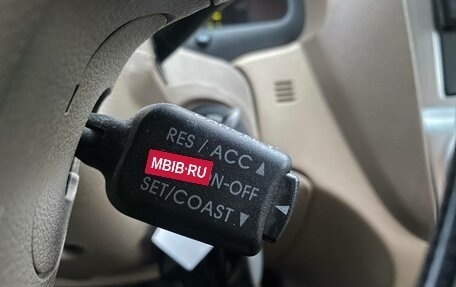 RES / ACC ▲
MBIB·RU
N-OFF
SET/COAST ▼
◀